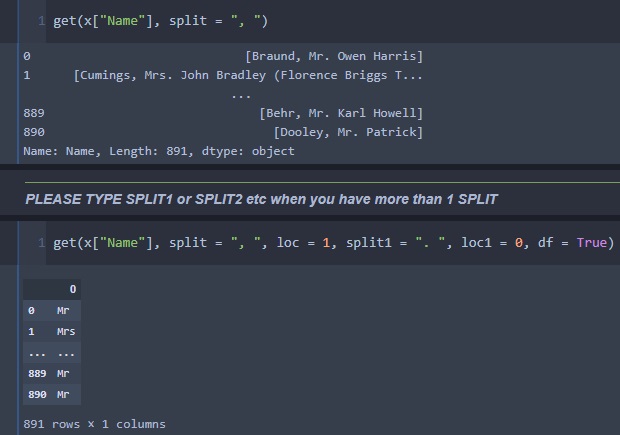 1 get(x["Name"], split = ", ")
0 [Braund, Mr. Owen Harris]
1 [Cumings, Mrs. John Bradley (Florence Briggs T...
...
889 [Behr, Mr. Karl Howell]
890 [Dooley, Mr. Patrick]
Name: Name, Length: 891, dtype: object
PLEASE TYPE SPLIT1 or SPLIT2 etc when you have more than 1 SPLIT
1 get(x["Name"], split = ", ", loc = 1, split1 = ". ", loc1 = 0, df = True)
0
0 Mr
1 Mrs
... ...
889 Mr
890 Mr
891 rows × 1 columns